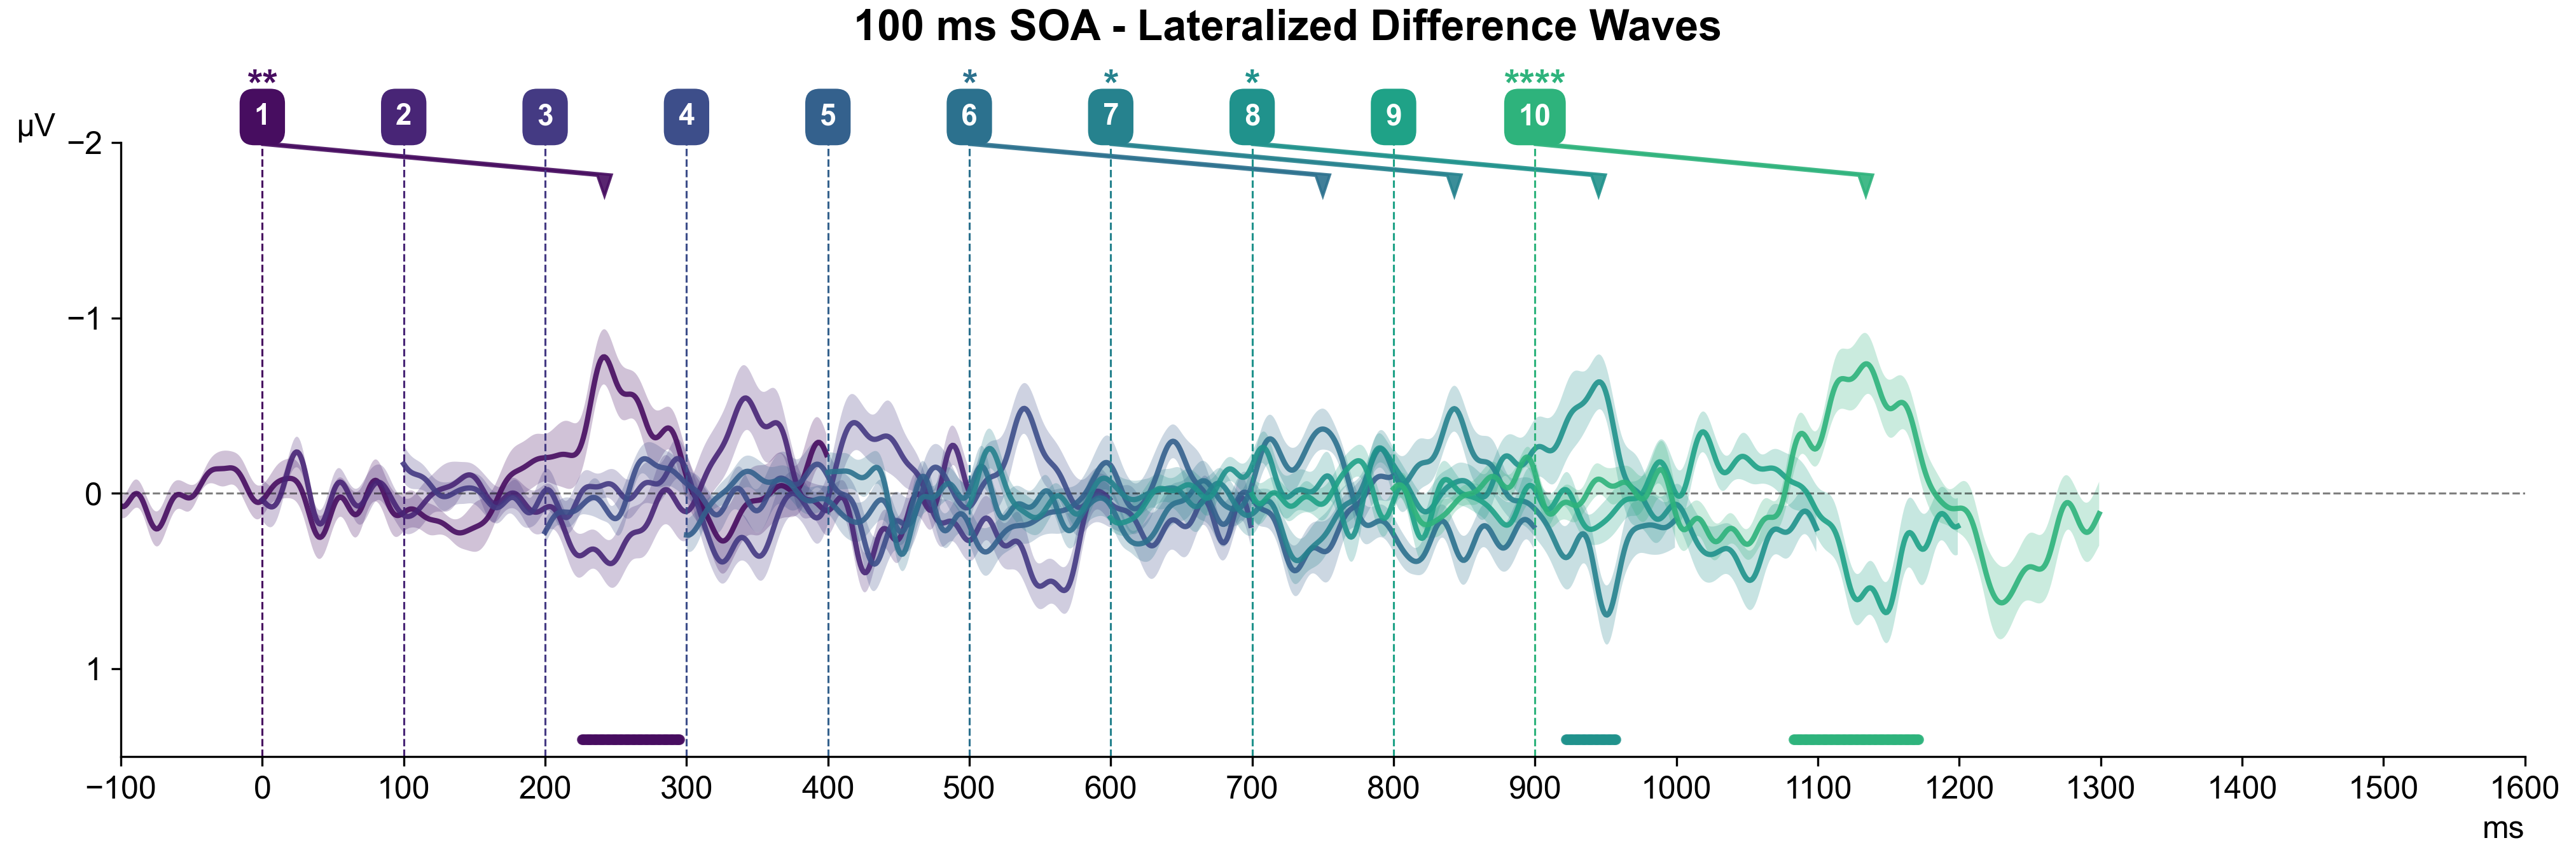 100 ms SOA - Lateralized Difference Waves
** * * * ****
1 2 3 4 5 6 7 8 9 10
µV
−2
−1
0
1
−100 0 100 200 300 400 500 600 700 800 900 1000 1100 1200 1300 1400 1500 1600
ms